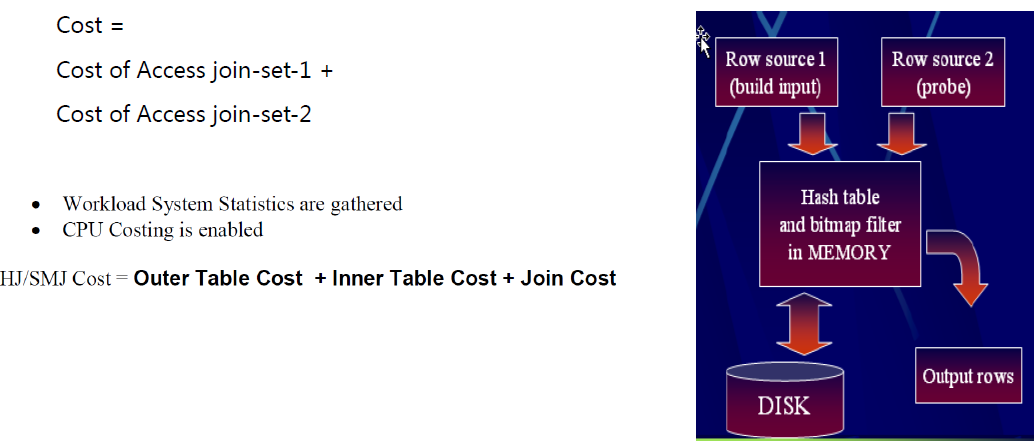 Cost =
Cost of Access join-set-1 +
Cost of Access join-set-2
• Workload System Statistics are gathered
• CPU Costing is enabled
HJ/SMJ Cost = Outer Table Cost + Inner Table Cost + Join Cost
Row source 1
(build input)
Row source 2
(probe)
Hash table
and bitmap filter
in MEMORY
Output rows
DISK